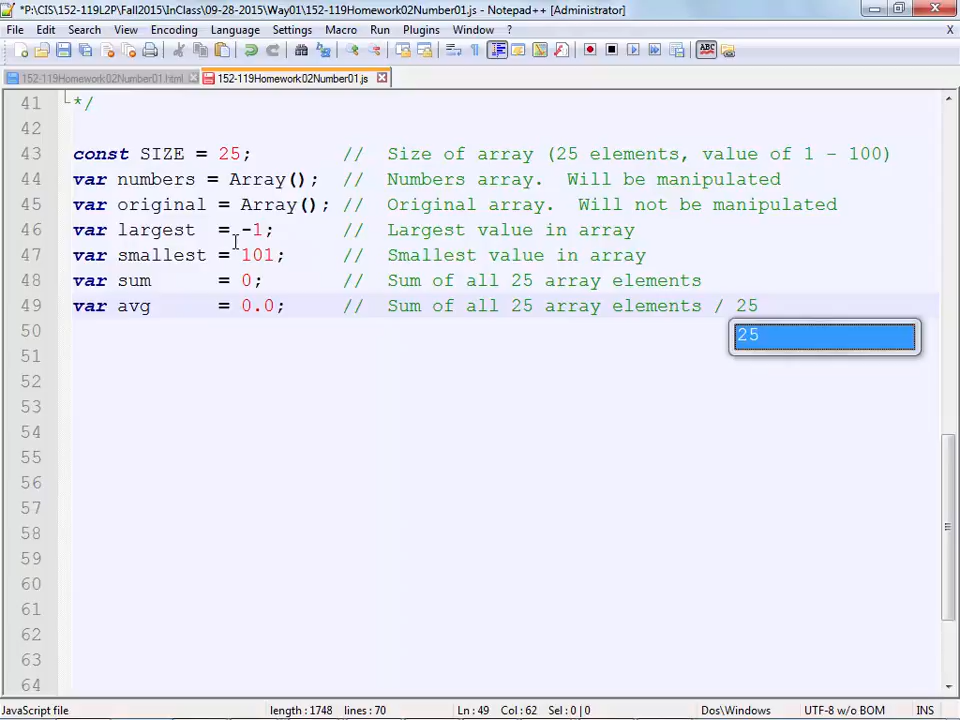 *P:\CIS\152-119L2P\Fall2015\InClass\09-28-2015\Way01\152-119Homework02Number01.js - Notepad++ [Administrator]
File Edit Search View Encoding Language Settings Macro Run Plugins Window ? X
152-119Homework02Number01.html 152-119Homework02Number01.js
41 */
42
43 const SIZE = 25; // Size of array (25 elements, value of 1 - 100)
44 var numbers = Array(); // Numbers array. Will be manipulated
45 var original = Array(); // Original array. Will not be manipulated
46 var largest = -1; // Largest value in array
47 var smallest = 101; // Smallest value in array
48 var sum = 0; // Sum of all 25 array elements
49 var avg = 0.0; // Sum of all 25 array elements / 25
50
25
51
52
53
54
55
56
57
58
59
60
61
62
63
64
JavaScript file length : 1748 lines : 70 Ln : 49 Col : 62 Sel : 0 | 0 Dos\Windows UTF-8 w/o BOM INS